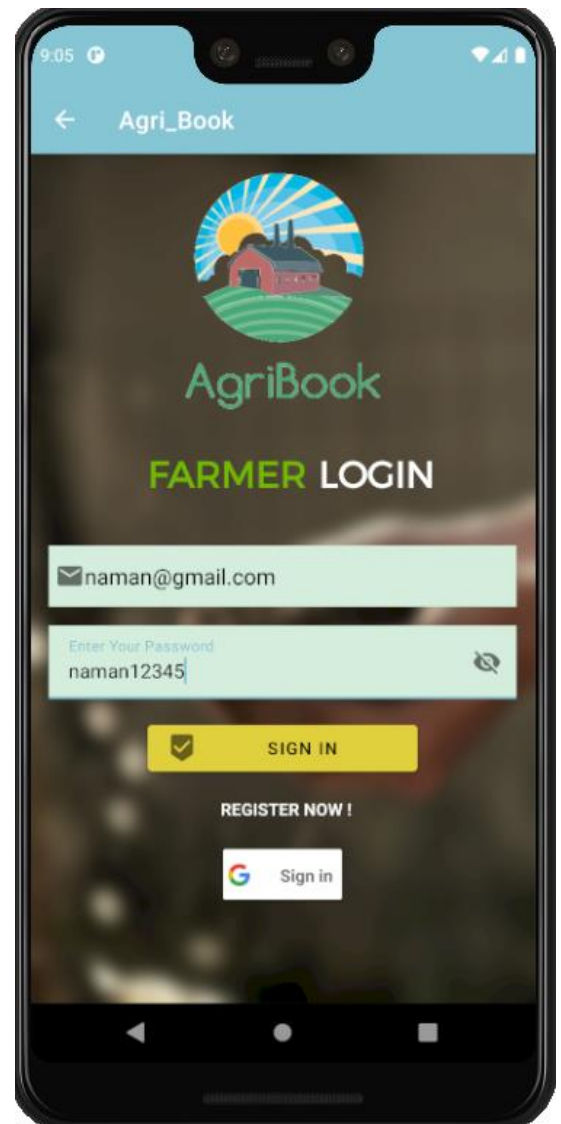 9:05
Agri_Book
AgriBook
FARMER LOGIN
naman@gmail.com
Enter Your Password
naman12345
SIGN IN
REGISTER NOW !
G Sign in